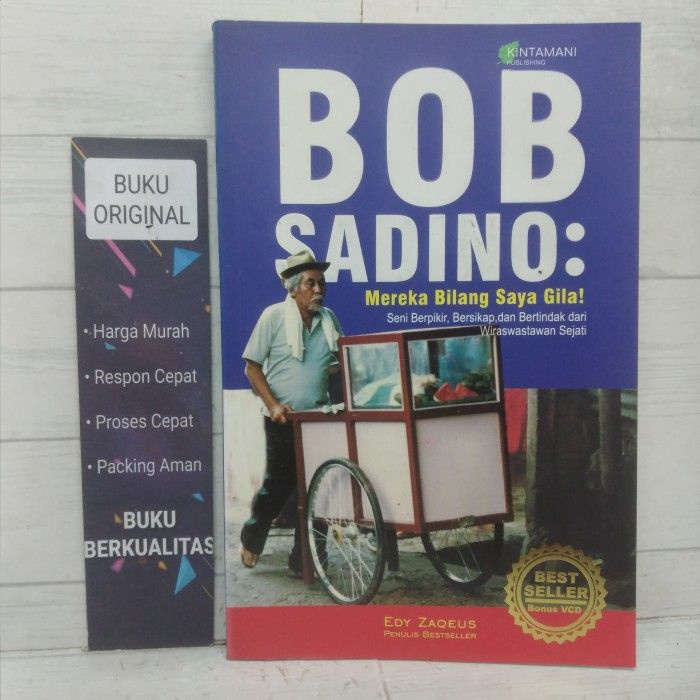 BUKU
ORIGINAL
• Harga Murah
• Respon Cepat
• Proses Cepat
• Packing Aman
BUKU
BERKUALITAS
KINTAMANI
PUBLISHING
BOB
SADINO:
Mereka Bilang Saya Gila!
Seni Berpikir, Bersikap,dan Bertindak dari
Wiraswastawan Sejati
BEST
SELLER
Bonus VCD
EDY ZAQEUS
PENULIS BESTSELLER